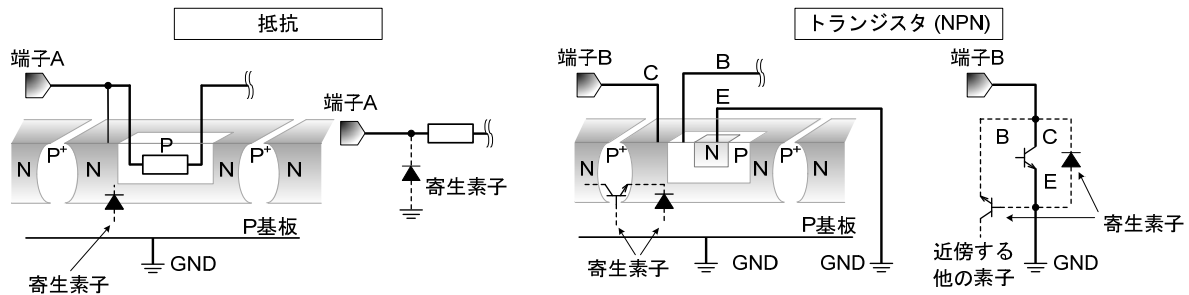 抵抗
端子A
P
N
P+
N
P+
N
P基板
GND
寄生素子
端子A
寄生素子
トランジスタ (NPN)
端子B
C
B
E
N
P+
N
P
P+
N
N
P基板
GND
GND
寄生素子
端子B
B
C
E
寄生素子
近傍する
他の素子
GND